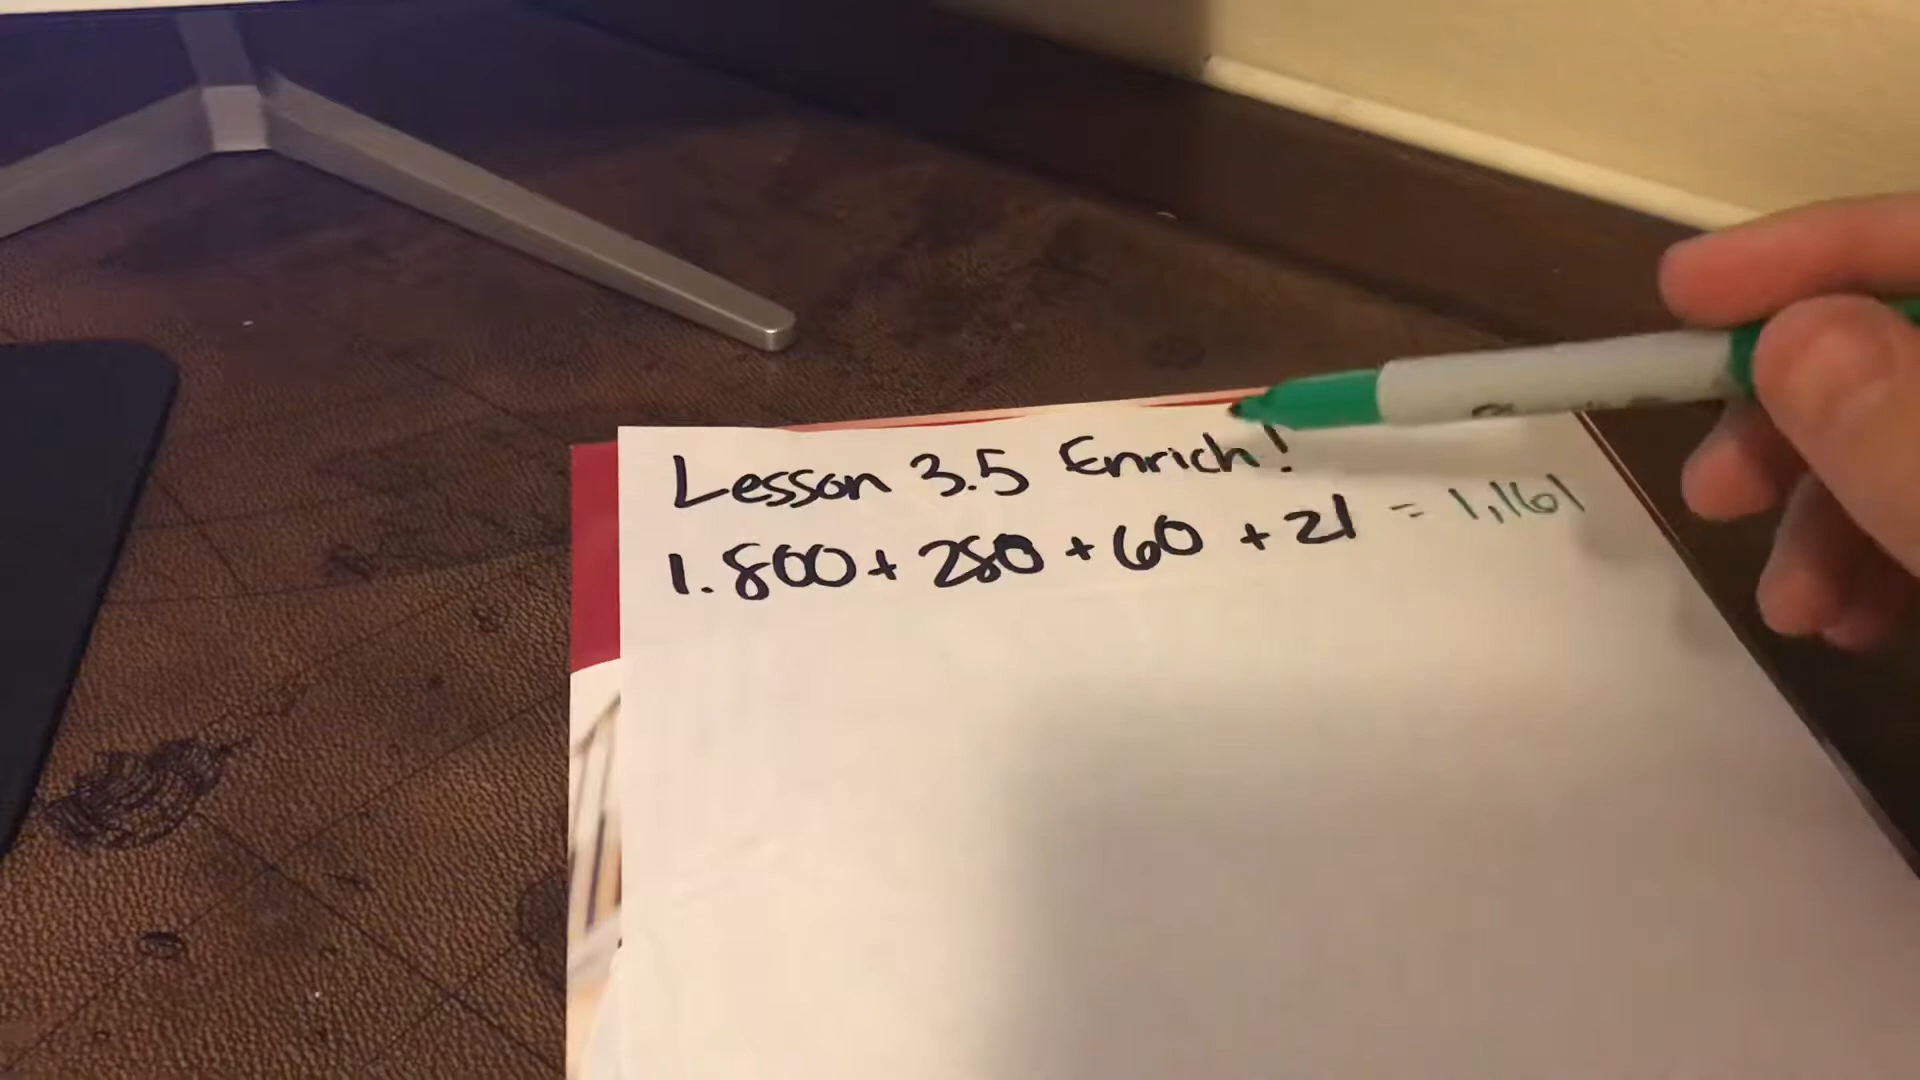 Lesson 3.5 Enrich!
1. 800 + 280 + 60 + 21 = 1,161